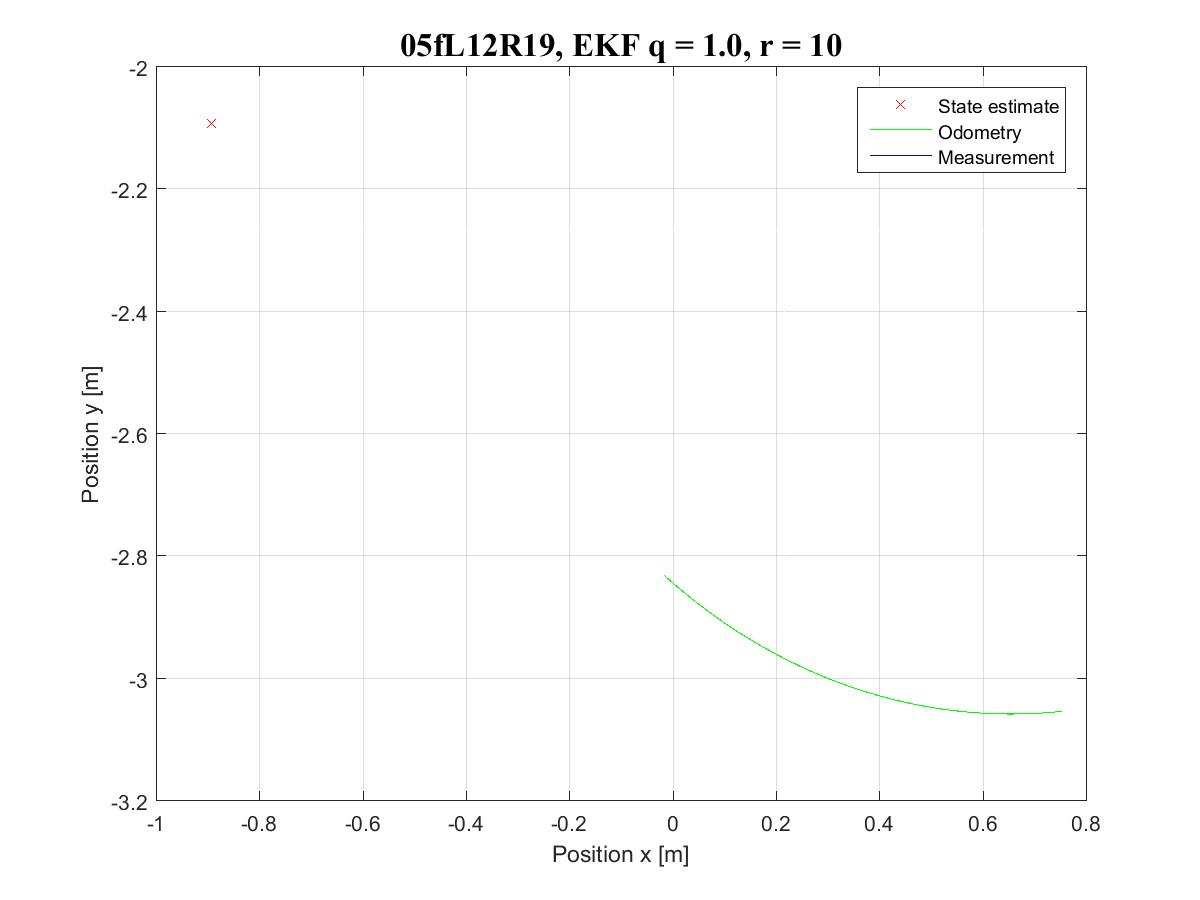 05fL12R19, EKF q = 1.0, r = 10
State estimate
Odometry
Measurement
-2
-2.2
-2.4
-2.6
-2.8
-3
-3.2
Position y [m]
-1 -0.8 -0.6 -0.4 -0.2 0 0.2 0.4 0.6 0.8
Position x [m]